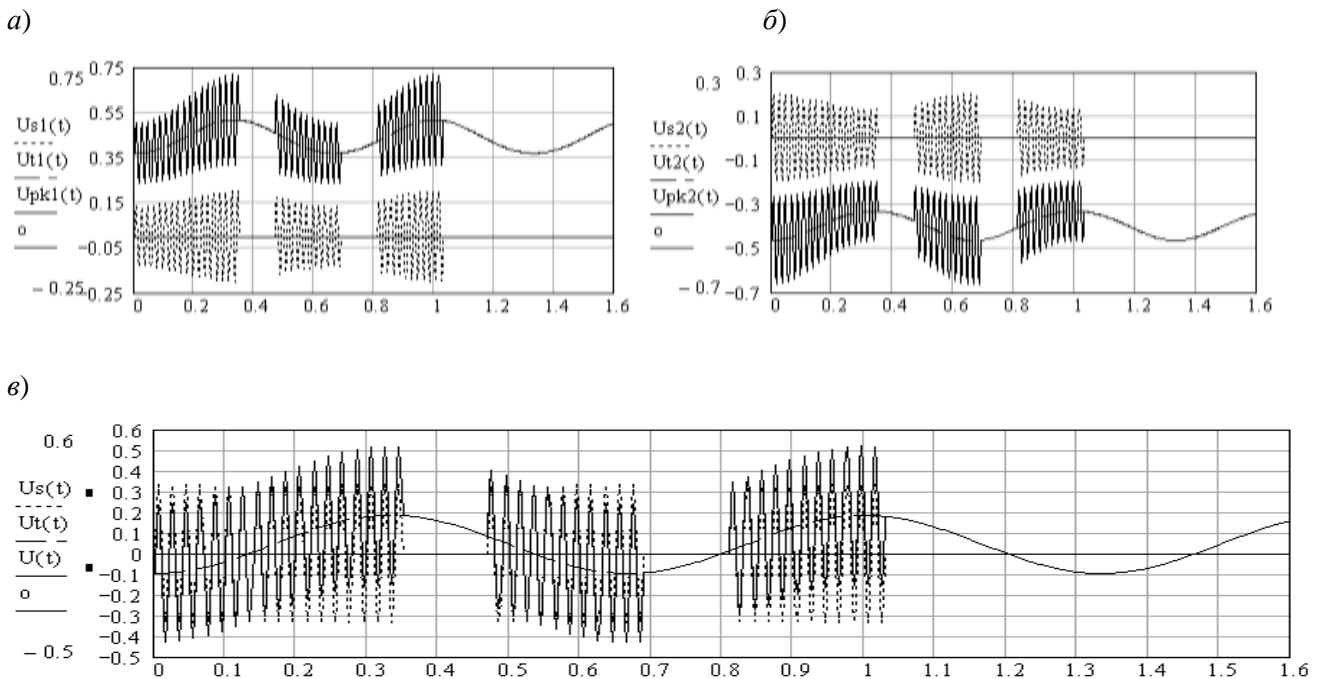 а)
б)
0.75
0.75
0.55
0.35
0.15
−0.05
−0.25
− 0.25
Us1(t)
Ut1(t)
Upk1(t)
o
0 0.2 0.4 0.6 0.8 1 1.2 1.4 1.6
0.3
0.3
0.1
−0.1
−0.3
−0.5
−0.7
− 0.7
Us2(t)
Ut2(t)
Upk2(t)
o
0 0.2 0.4 0.6 0.8 1 1.2 1.4 1.6
в)
0.6
0.6
0.5
0.4
0.3
0.2
0.1
0
−0.1
−0.2
−0.3
−0.4
−0.5
− 0.5
Us(t)
Ut(t)
U(t)
o
0 0.1 0.2 0.3 0.4 0.5 0.6 0.7 0.8 0.9 1 1.1 1.2 1.3 1.4 1.5 1.6